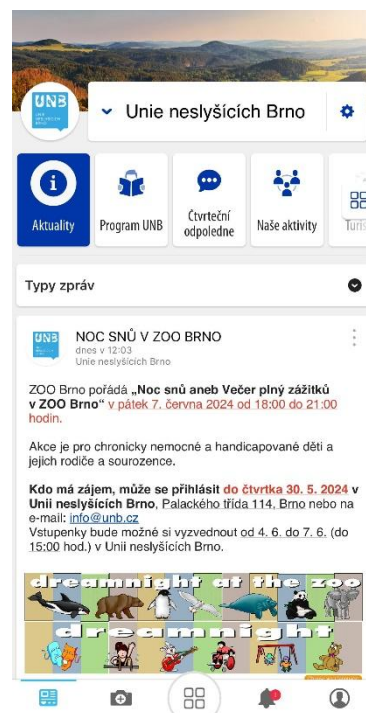 UNB
Unie neslyšících Brno
Aktuality
Program UNB
Čtvrteční
odpoledne
Naše aktivity
Typy zpráv
UNB
NOC SNŮ V ZOO BRNO
dnes v 12:03
Unie neslyšících Brno
ZOO Brno pořádá „Noc snů aneb Večer plný zážitků
v ZOO Brno“ v pátek 7. června 2024 od 18:00 do 21:00
hodin.
Akce je pro chronicky nemocné a handicapované děti a
jejich rodiče a sourozence.
Kdo má zájem, může se přihlásit do čtvrtka 30. 5. 2024 v
Unii neslyšících Brno, Palackého třída 114, Brno nebo na
e-mail: info@unb.cz
Vstupenky bude možné si vyzvednout od 4. 6. do 7. 6. (do
15:00 hod.) v Unii neslyšících Brno.
dreamnight at the zoo
dreamnight